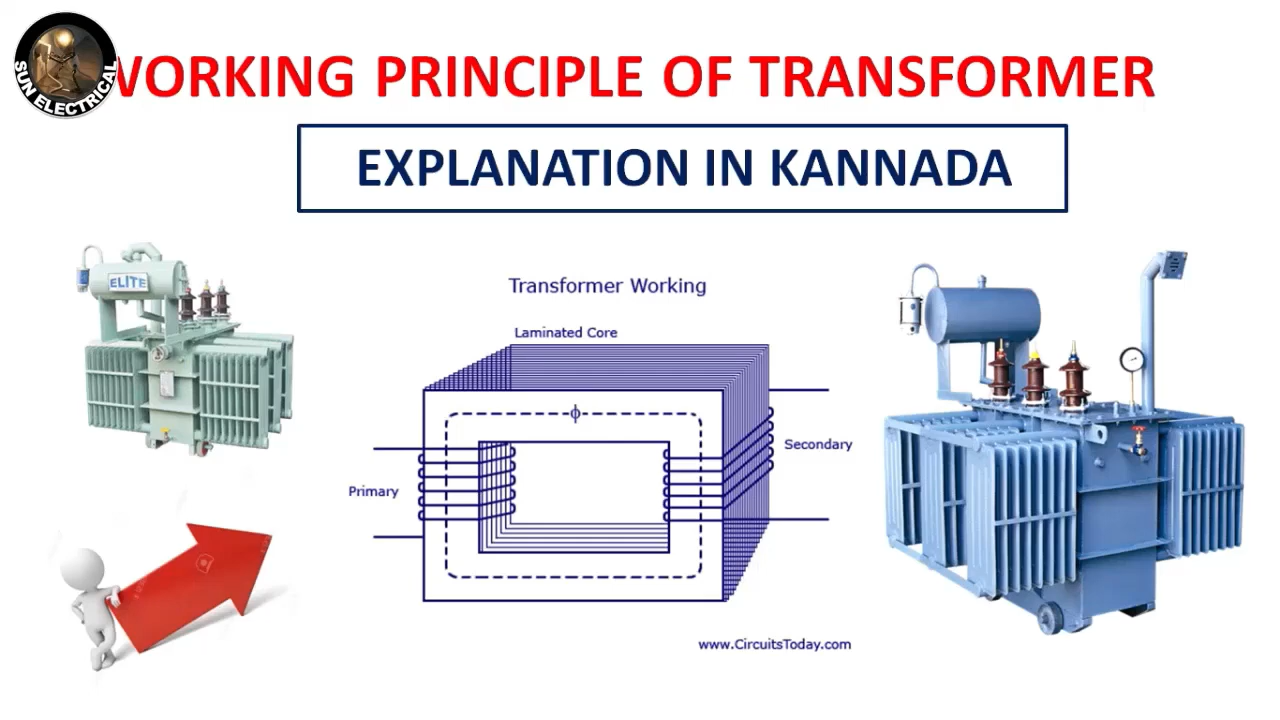 SUN ELECTRICAL
WORKING PRINCIPLE OF TRANSFORMER
EXPLANATION IN KANNADA
ELITE
Transformer Working
Laminated Core
ϕ
Primary
Secondary
www.CircuitsToday.com